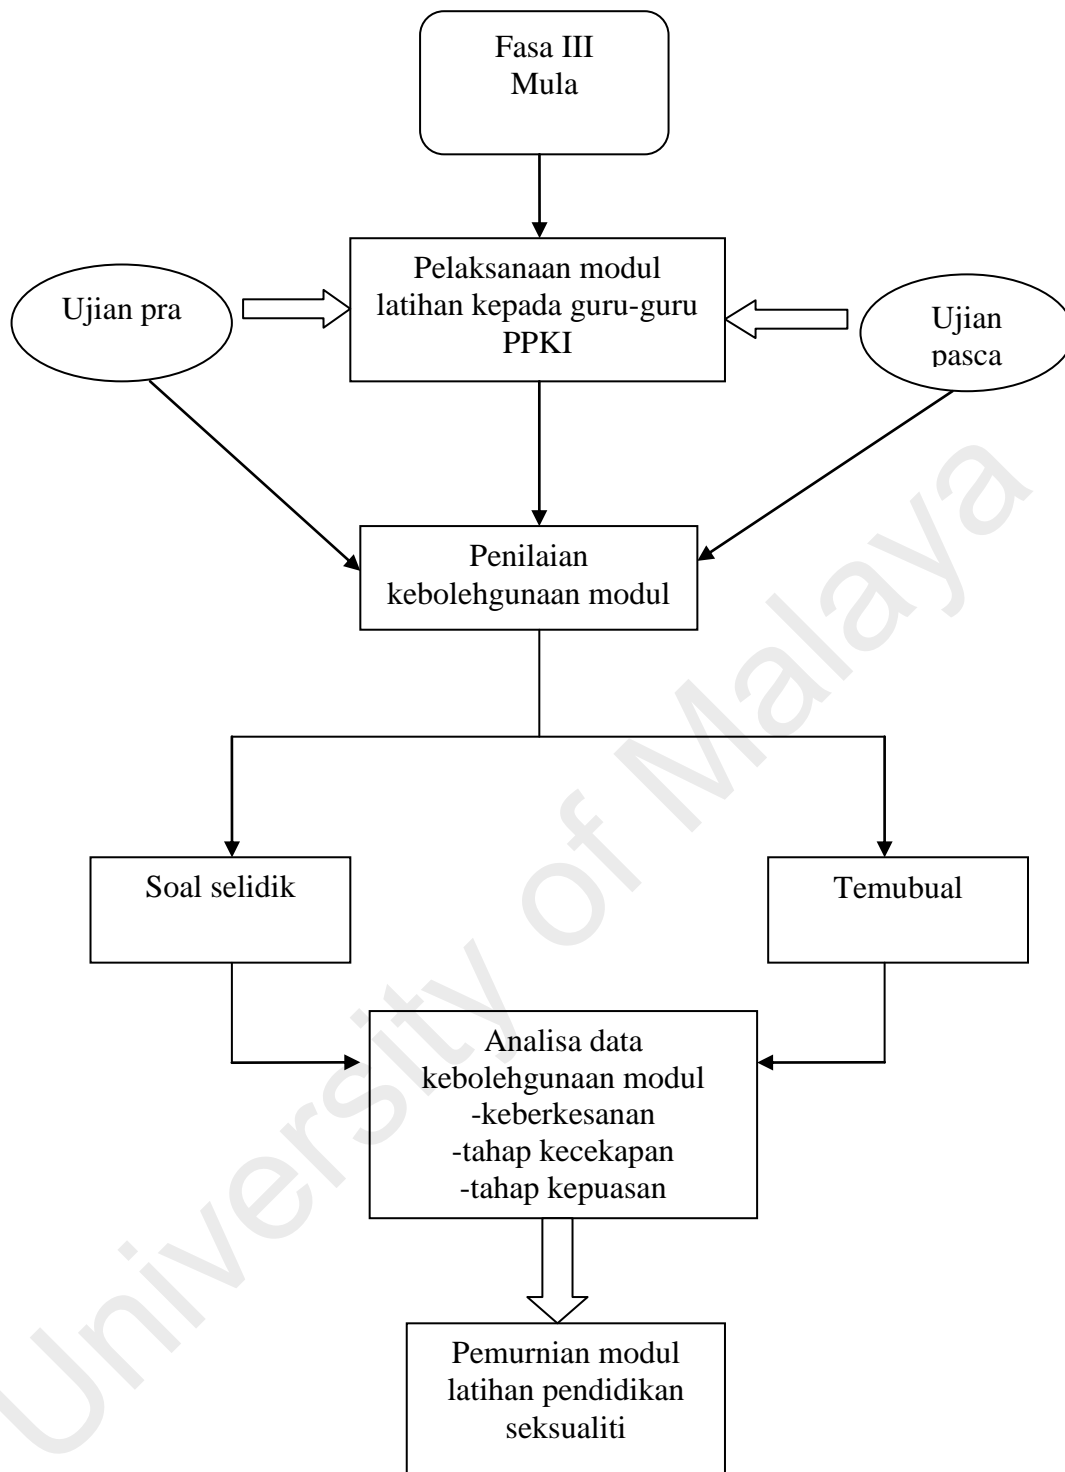 Fasa III
Mula
Pelaksanaan modul
latihan kepada guru-guru
PPKI
Ujian pra
Ujian
pasca
Penilaian
kebolehgunaan modul
Soal selidik
Temubual
Analisa data
kebolehgunaan modul
-keberkesanan
-tahap kecekapan
-tahap kepuasan
Pemurnian modul
latihan pendidikan
seksualiti
University of Malaya